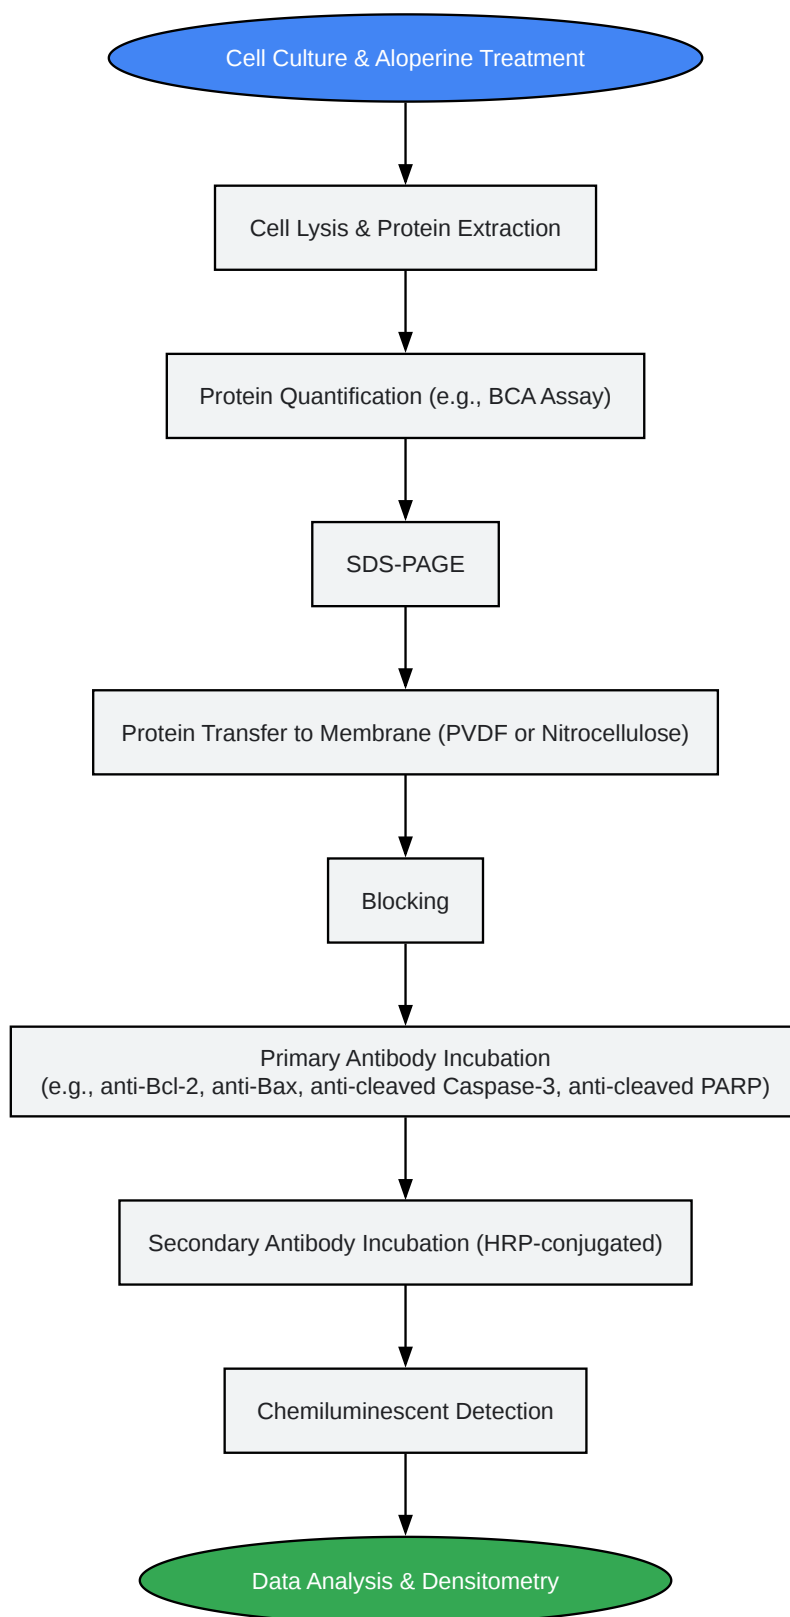 Cell Culture & Aloperine Treatment
Cell Lysis & Protein Extraction
Protein Quantification (e.g., BCA Assay)
SDS-PAGE
Protein Transfer to Membrane (PVDF or Nitrocellulose)
Blocking
Primary Antibody Incubation
(e.g., anti-Bcl-2, anti-Bax, anti-cleaved Caspase-3, anti-cleaved PARP)
Secondary Antibody Incubation (HRP-conjugated)
Chemiluminescent Detection
Data Analysis & Densitometry